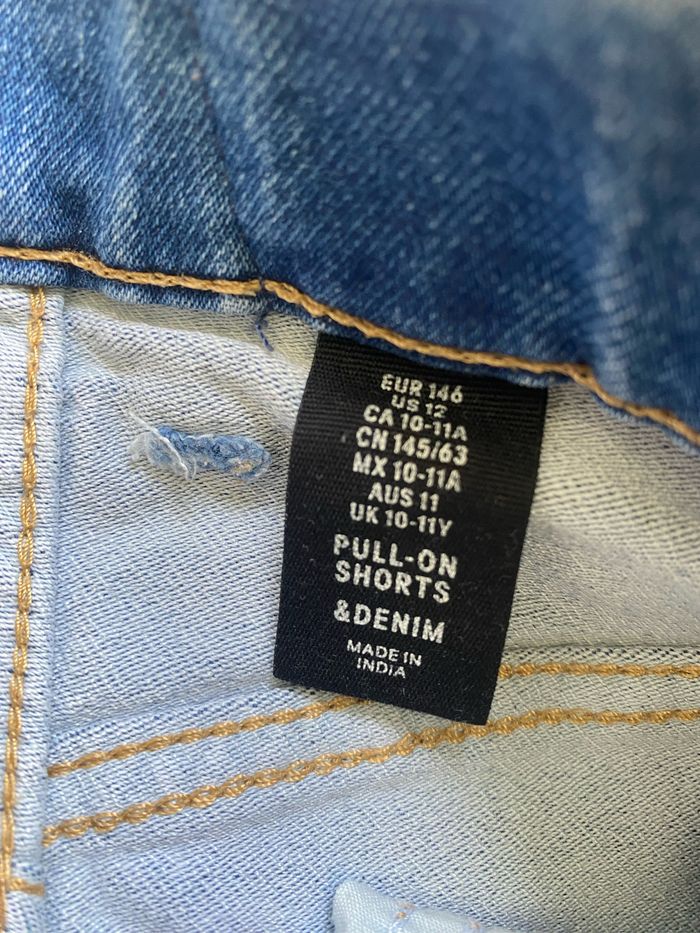 EUR 146
US 12
CA 10-11A
CN 145/63
MX 10-11A
AUS 11
UK 10-11Y
PULL-ON
SHORTS
&DENIM
MADE IN
INDIA